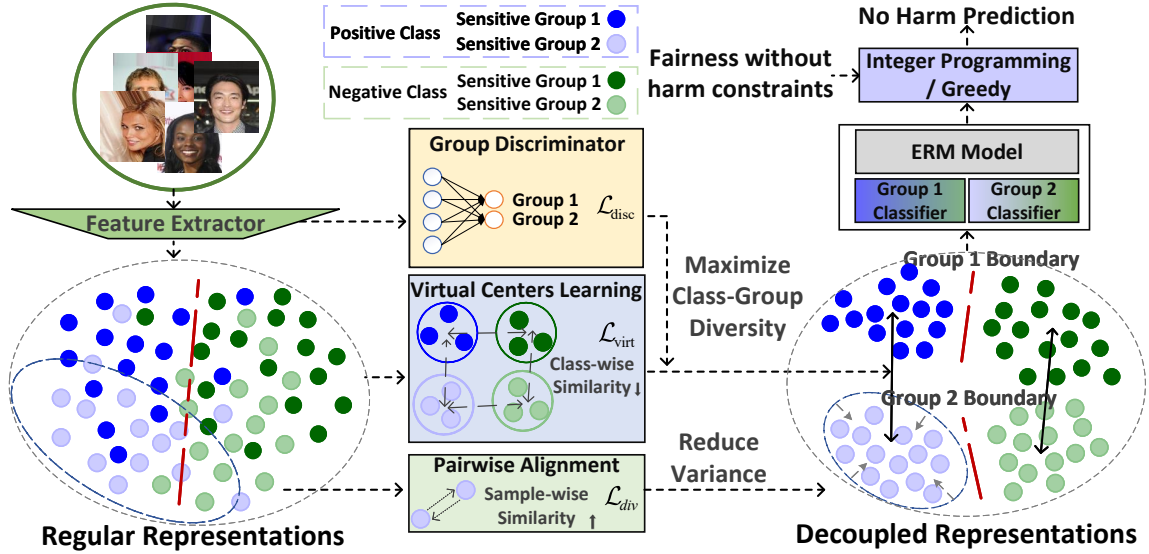 Positive Class
Sensitive Group 1
Sensitive Group 2
Negative Class
Sensitive Group 1
Sensitive Group 2
No Harm Prediction
Fairness without
harm constraints
Integer Programming
/ Greedy
ERM Model
Group 1
Classifier
Group 2
Classifier
Feature Extractor
Group Discriminator
Group 1
Group 2
ℒdisc
Virtual Centers Learning
ℒvirt
Class-wise
Similarity ↓
Pairwise Alignment
Sample-wise
Similarity ↑
ℒdiv
Maximize
Class-Group
Diversity
Reduce
Variance
Group 1 Boundary
Group 2 Boundary
Regular Representations
Decoupled Representations